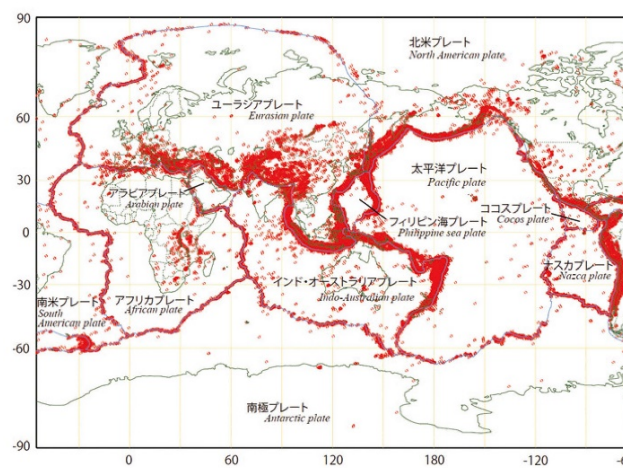 90
北米プレート
North American plate
ユーラシアプレート
Eurasian plate
60
太平洋プレート
Pacific plate
アラビアプレート
Arabian plate
30
ココスプレート
Cocos plate
フィリピン海プレート
Philippine sea plate
0
ナスカプレート
Nazca plate
インド・オーストラリアプレート
Indo-Australian plate
-30
南米プレート
South
American plate
アフリカプレート
African plate
-60
南極プレート
Antarctic plate
-90
0
60
120
180
-120
-6